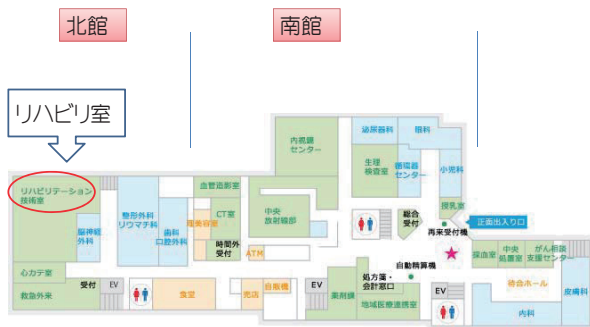 北館
南館
リハビリ室
泌尿器科
眼科
内視鏡
センター
生理
検査室
循環器
センター
小児科
リハビリテーション
技術室
血管造影室
授乳室
整形外科
リウマチ科
歯科
口腔外科
理美容室
CT室
中央
放射線部
総合
受付
正面出入り口
再来受付機
脳神経
外科
時間外
受付
ATM
採血室
中央
処置室
がん相談
支援センター
心カテ室
自動精算機
受付
EV
EV
処方箋・
会計窓口
EV
待合ホール
皮膚科
救急外来
食堂
売店
自販機
薬剤部
地域医療連携室
内科